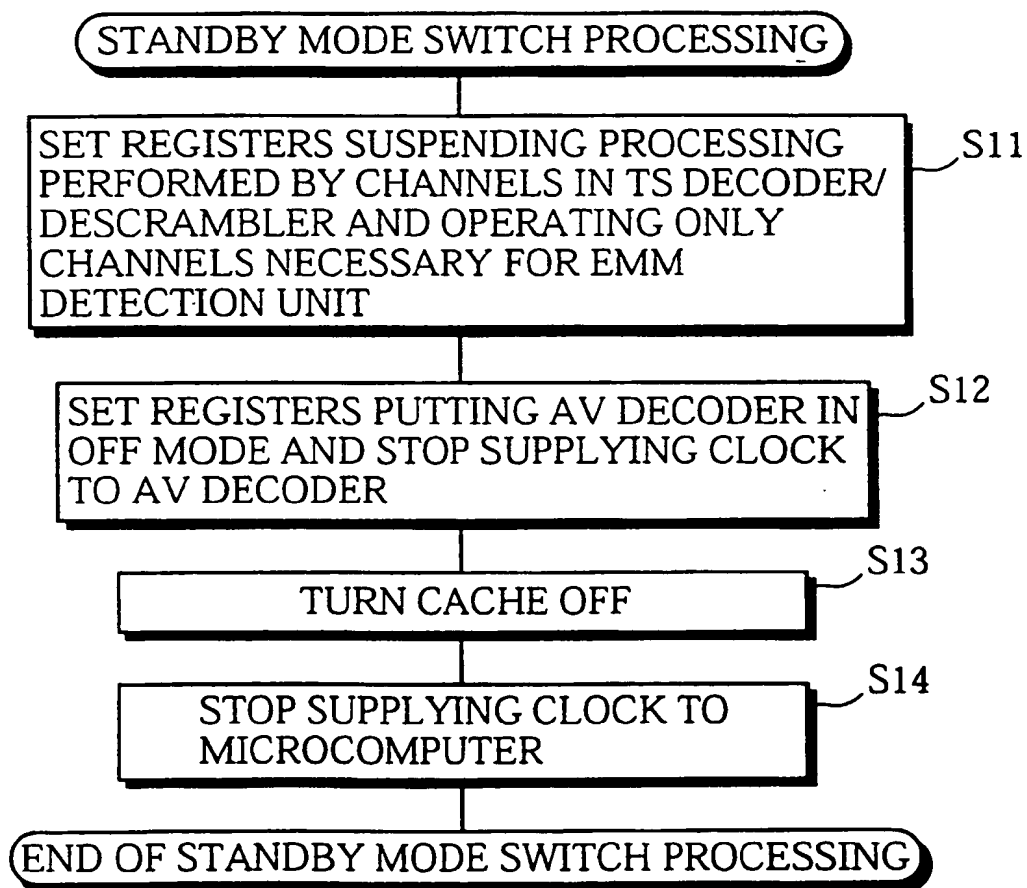 STANDBY MODE SWITCH PROCESSING
SET REGISTERS SUSPENDING PROCESSING
S11
PERFORMED BY CHANNELS IN TS DECODER/
DESCRAMBLER AND OPERATING ONLY
CHANNELS NECESSARY FOR EMM
DETECTION UNIT
SET REGISTERS PUTTING AV DECODER IN
S12
OFF MODE AND STOP SUPPLYING CLOCK
TO AV DECODER
S13
TURN CACHE OFF
S14
STOP SUPPLYING CLOCK TO
MICROCOMPUTER
END OF STANDBY MODE SWITCH PROCESSING